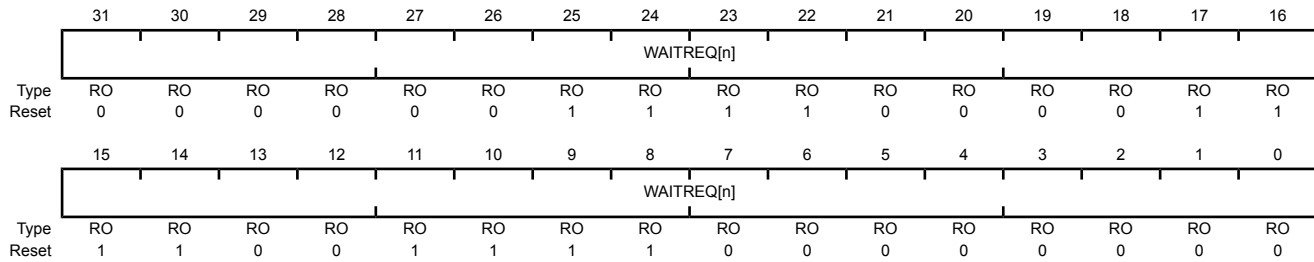 31 30 29 28 27 26 25 24 23 22 21 20 19 18 17 16
WAITREQ[n]
Type RO RO RO RO RO RO RO RO RO RO RO RO RO RO RO RO
Reset 0 0 0 0 0 0 1 1 1 1 0 0 0 0 1 1
15 14 13 12 11 10 9 8 7 6 5 4 3 2 1 0
WAITREQ[n]
Type RO RO RO RO RO RO RO RO RO RO RO RO RO RO RO RO
Reset 1 1 0 0 1 1 1 1 0 0 0 0 0 0 0 0